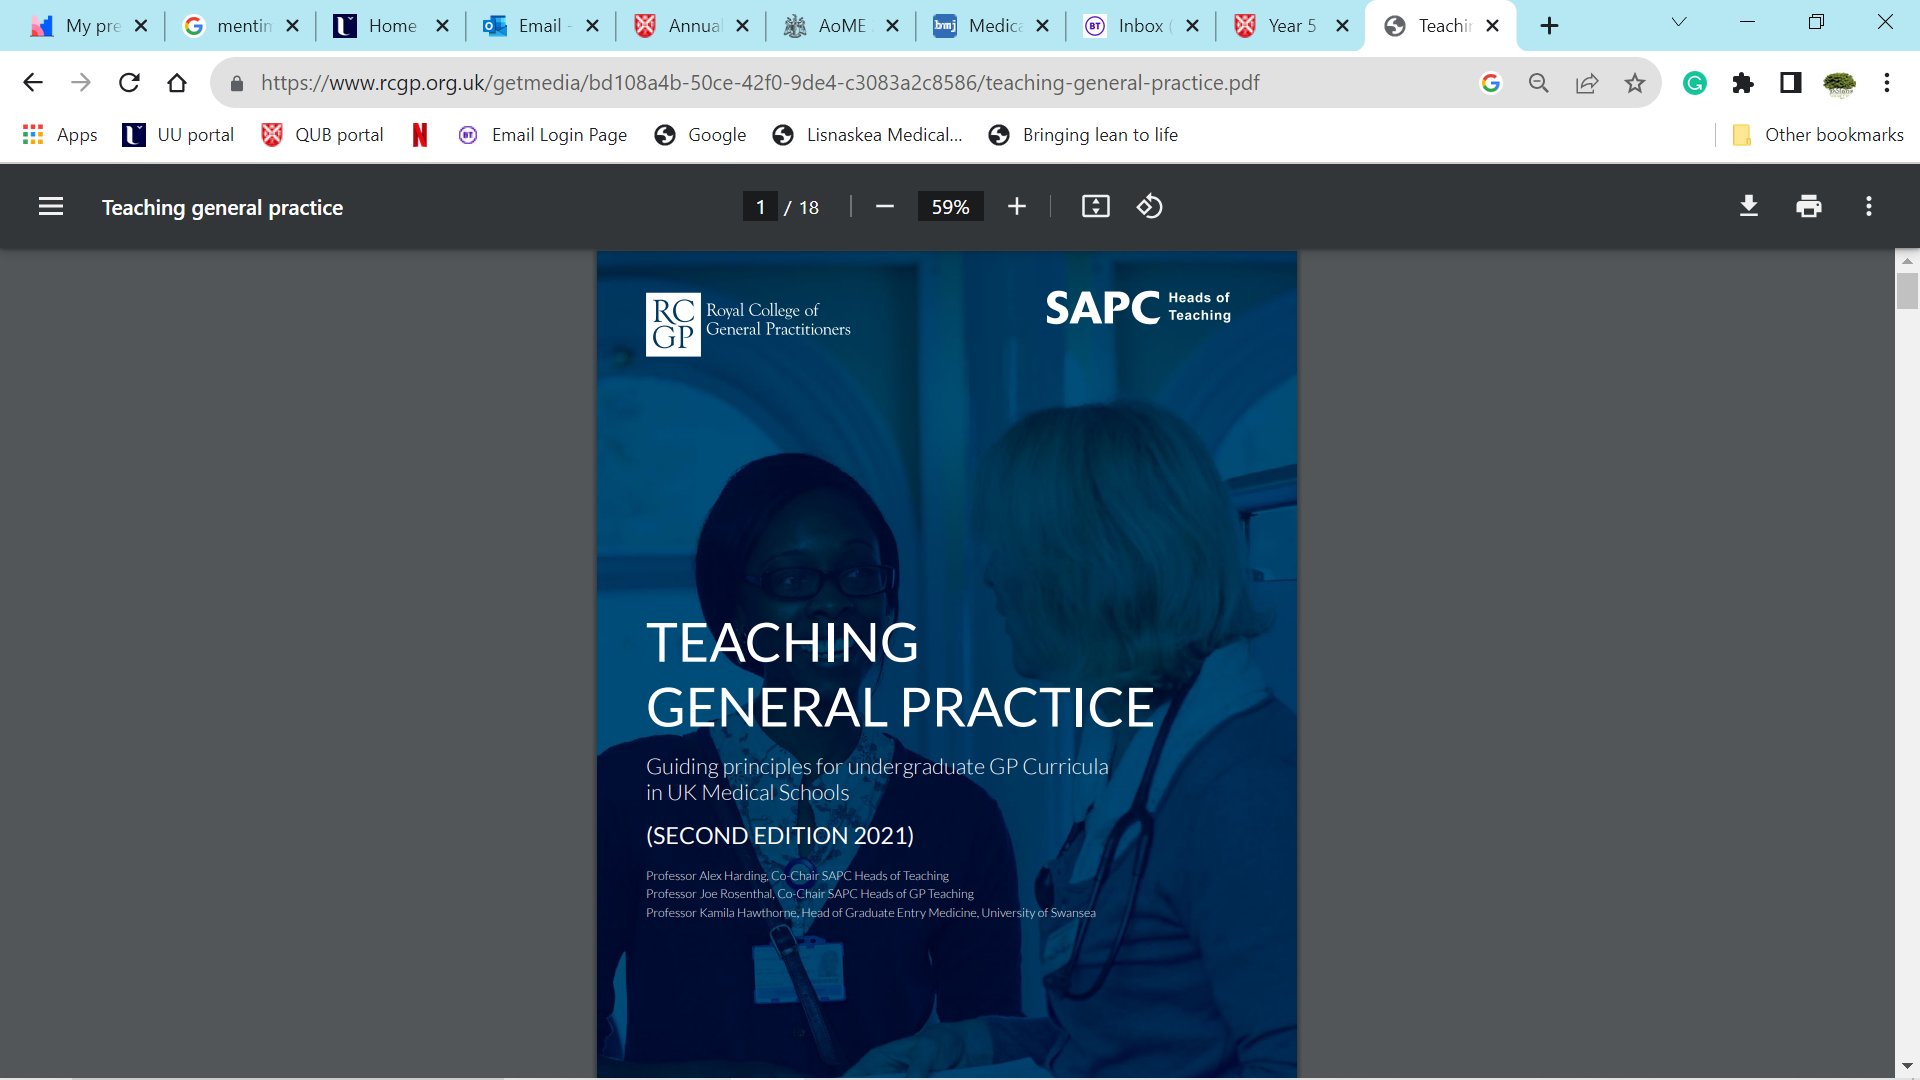 My pre
mentin
Home
Email -
Annual
AoME
bmj
Medica
BT
Inbox (
Year 5
Teachin
https://www.rcgp.org.uk/getmedia/bd108a4b-50ce-42f0-9de4-c3083a2c8586/teaching-general-practice.pdf
Apps
UU portal
QUB portal
Email Login Page
Google
Lisnaskea Medical...
Bringing lean to life
Other bookmarks
Teaching general practice
1 / 18
59%
RC
GP
Royal College of
General Practitioners
SAPC
Heads of
Teaching
TEACHING
GENERAL PRACTICE
Guiding principles for undergraduate GP Curricula
in UK Medical Schools
(SECOND EDITION 2021)
Professor Alex Harding, Co-Chair SAPC Heads of Teaching
Professor Joe Rosenthal, Co-Chair SAPC Heads of GP Teaching
Professor Kamila Hawthorne, Head of Graduate Entry Medicine, University of Swansea